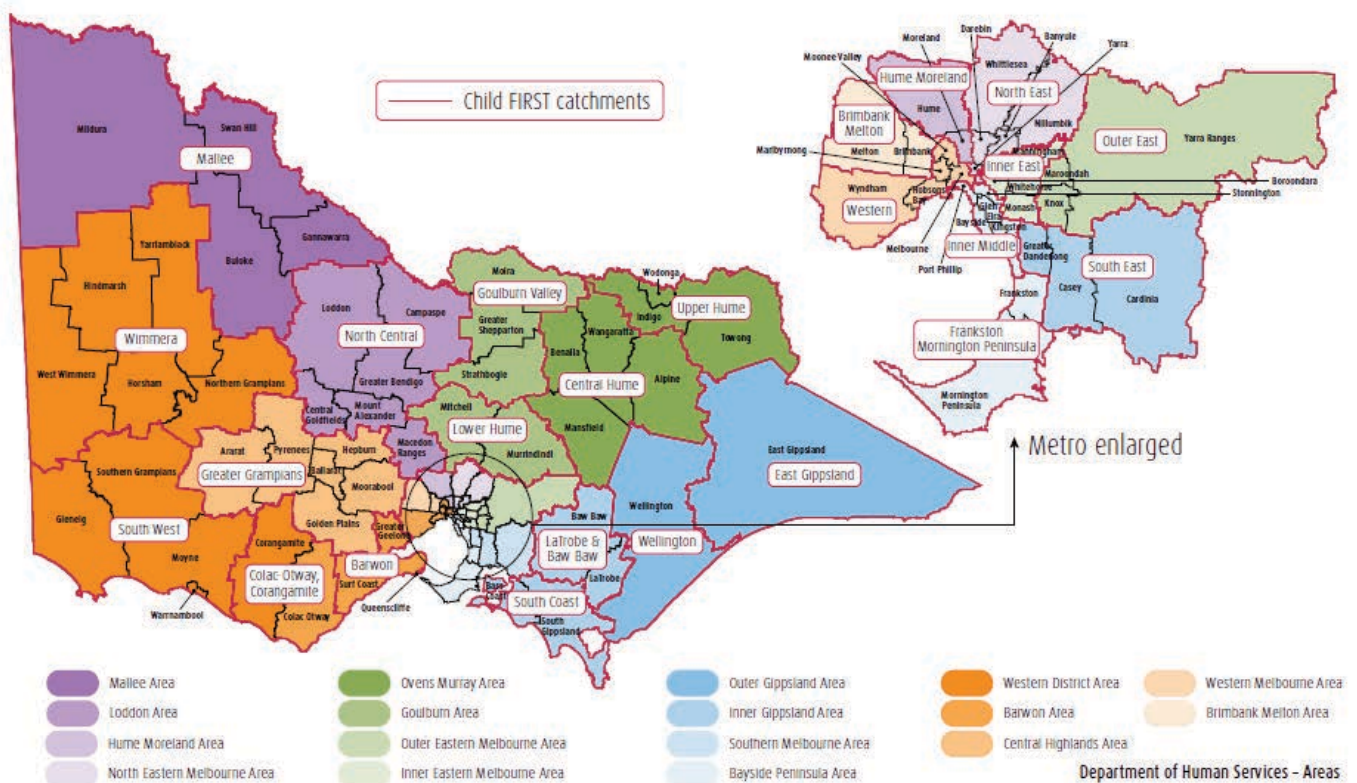 Child FIRST catchments
Mildura
Swan Hill
Mallee
Gannawarra
Buloke
Yarriambiack
Hindmarsh
Wimmera
West Wimmera
Horsham
Northern Grampians
Loddon
Campaspe
North Central
Greater Bendigo
Central
Goldfields
Mount
Alexander
Macedon
Ranges
Moira
Goulburn Valley
Greater
Shepparton
Strathbogie
Mitchell
Lower Hume
Murrindindi
Wodonga
Indigo
Upper Hume
Towong
Wangaratta
Benalla
Central Hume
Alpine
Mansfield
Ararat
Pyrenees
Hepburn
Greater Grampians
Ballarat
Moorabool
Golden Plains
Southern Grampians
Glenelg
South West
Moyne
Warrnambool
Corangamite
Colac-Otway,
Corangamite
Colac Otway
Greater
Geelong
Barwon
Surf Coast
Queenscliffe
East Gippsland
East Gippsland
Wellington
Wellington
Baw Baw
LaTrobe &
Baw Baw
LaTrobe
Bass
Coast
South Coast
South
Gippsland
Moreland
Darebin
Banyule
Yarra
Moonee Valley
Whittlesea
Hume Moreland
North East
Hume
Nillumbik
Brimbank
Melton
Melton
Brimbank
Maribyrnong
Manningham
Outer East
Yarra Ranges
Inner East
Maroondah
Boroondara
Whitehorse
Stonnington
Wyndham
Hobsons
Bay
Western
Monash
Knox
Glen
Eira
Bayside
Kingston
Melbourne
Inner Middle
Port Phillip
Greater
Dandenong
South East
Casey
Cardinia
Frankston
Frankston
Mornington Peninsula
Mornington
Peninsula
Metro enlarged
Mallee Area
Loddon Area
Hume Moreland Area
North Eastern Melbourne Area
Ovens Murray Area
Goulburn Area
Outer Eastern Melbourne Area
Inner Eastern Melbourne Area
Outer Gippsland Area
Inner Gippsland Area
Southern Melbourne Area
Bayside Peninsula Area
Western District Area
Barwon Area
Central Highlands Area
Western Melbourne Area
Brimbank Melton Area
Department of Human Services - Areas